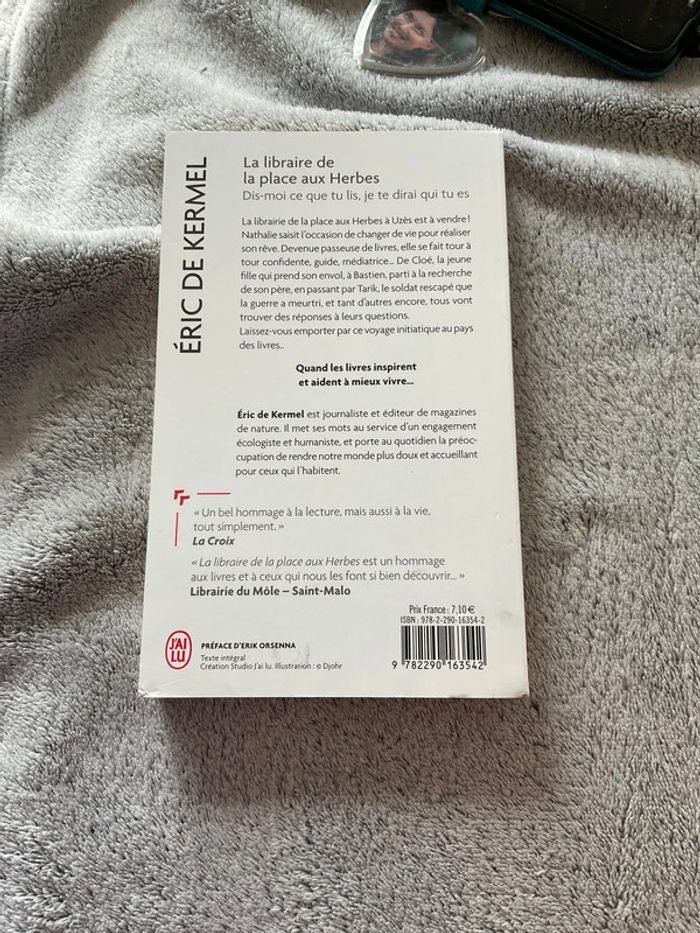 ÉRIC DE KERMEL
La libraire de
la place aux Herbes
Dis-moi ce que tu lis, je te dirai qui tu es
La librairie de la place aux Herbes à Uzès est à vendre !
Nathalie saisit l'occasion de changer de vie pour réaliser
son rêve. Devenue passeuse de livres, elle se fait tour à
tour confidente, guide, médiatrice... De Cloé, la jeune
fille qui prend son envol, à Bastien, parti à la recherche
de son père, en passant par Tarik, le soldat rescapé que
la guerre a meurtri, et tant d'autres encore, tous vont
trouver des réponses à leurs questions.
Laissez-vous emporter par ce voyage initiatique au pays
des livres..
Quand les livres inspirent
et aident à mieux vivre...
Éric de Kermel est journaliste et éditeur de magazines
de nature. Il met ses mots au service d'un engagement
écologiste et humaniste, et porte au quotidien la préoc-
cupation de rendre notre monde plus doux et accueillant
pour ceux qui l'habitent.
« Un bel hommage à la lecture, mais aussi à la vie,
tout simplement. »
La Croix
« La libraire de la place aux Herbes est un hommage
aux livres et à ceux qui nous les font si bien découvrir... »
Librairie du Môle – Saint-Malo
Prix France : 7,10 €
ISBN : 978-2-290-16354-2
J'AI
LU
PRÉFACE D'ERIK ORSENNA
Texte intégral
Création Studio J'ai lu. Illustration : © Djohr
9 782290 163542